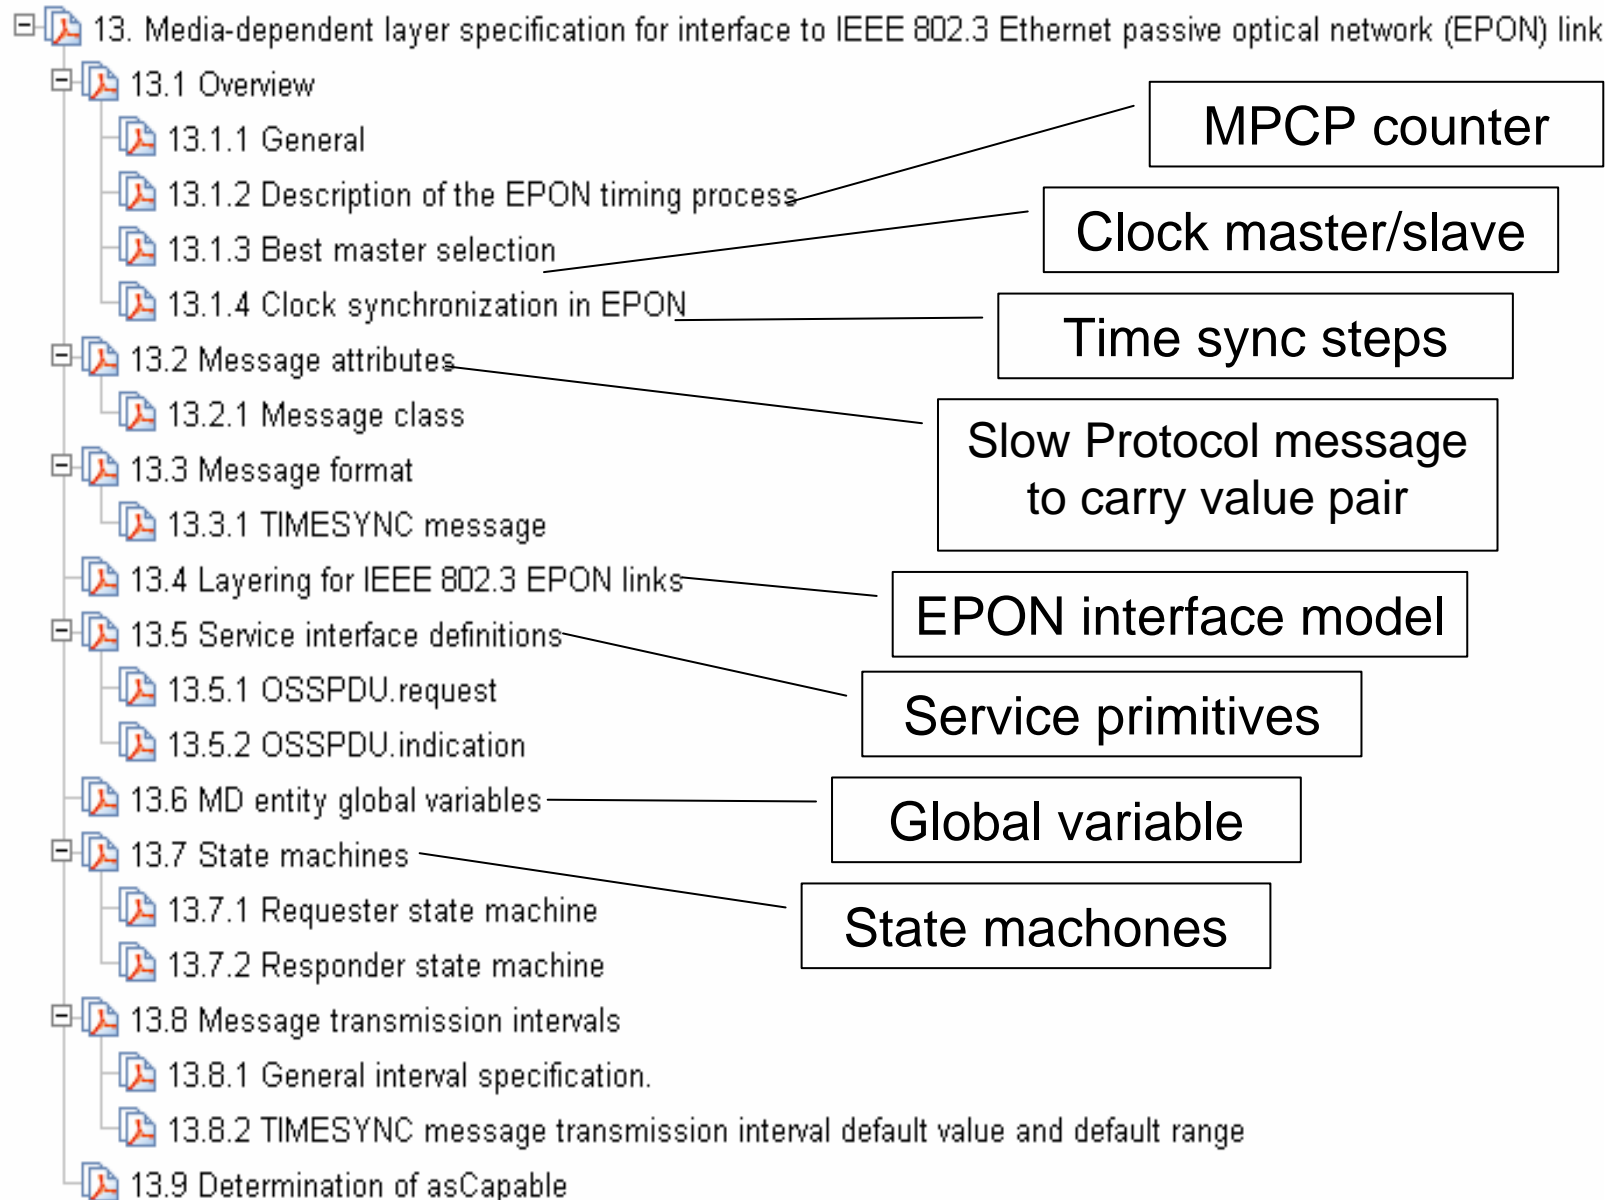 13. Media-dependent layer specification for interface to IEEE 802.3 Ethernet passive optical network (EPON) link
13.1 Overview
MPCP counter
13.1.1 General
13.1.2 Description of the EPON timing process
Clock master/slave
13.1.3 Best master selection
13.1.4 Clock synchronization in EPON
Time sync steps
13.2 Message attributes
13.2.1 Message class
Slow Protocol message
to carry value pair
13.3 Message format
13.3.1 TIMESYNC message
13.4 Layering for IEEE 802.3 EPON links
EPON interface model
13.5 Service interface definitions
13.5.1 OSSPDU.request
Service primitives
13.5.2 OSSPDU.indication
13.6 MD entity global variables
Global variable
13.7 State machines
13.7.1 Requester state machine
State machones
13.7.2 Responder state machine
13.8 Message transmission intervals
13.8.1 General interval specification.
13.8.2 TIMESYNC message transmission interval default value and default range
13.9 Determination of asCapable